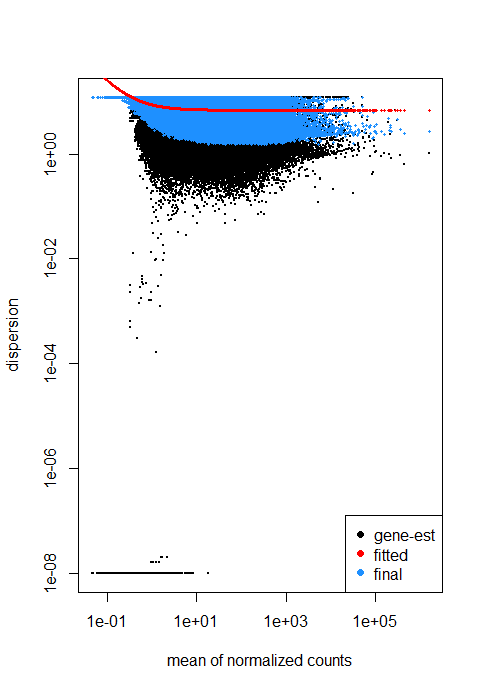 1e+00
1e-02
1e-04
1e-06
1e-08
dispersion
gene-est
fitted
final
1e-01 1e+01 1e+03 1e+05
mean of normalized counts